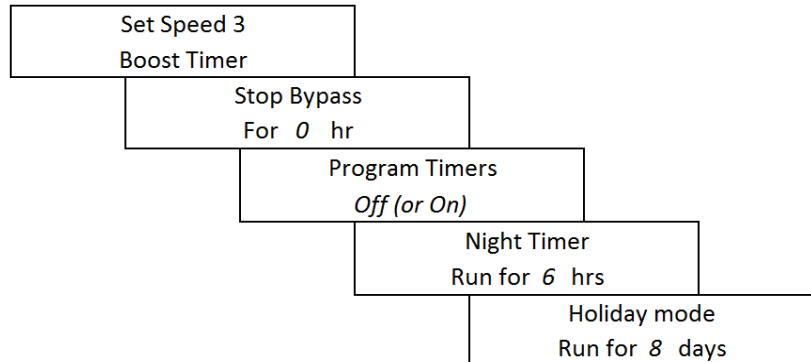 Set Speed 3
Boost Timer
Stop Bypass
For 0 hr
Program Timers
Off (or On)
Night Timer
Run for 6 hrs
Holiday mode
Run for 8 days